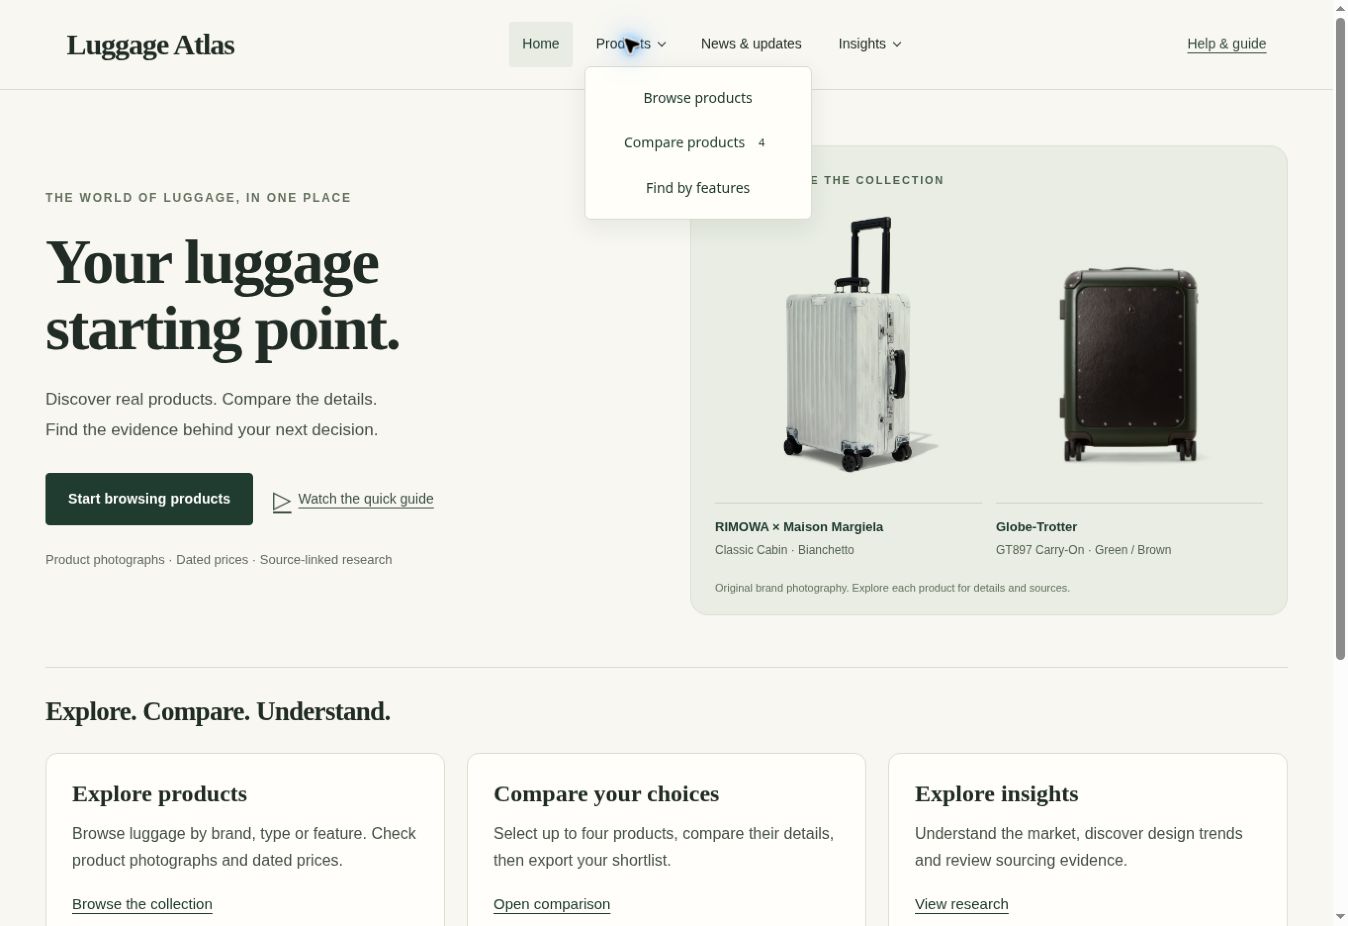 Luggage Atlas
Home
Products
News & updates
Insights
Help & guide
Browse products
Compare products 4
Find by features
THE WORLD OF LUGGAGE, IN ONE PLACE
Your luggage
starting point.
Discover real products. Compare the details.
Find the evidence behind your next decision.
Start browsing products
Watch the quick guide
Product photographs · Dated prices · Source-linked research
THE COLLECTION
RIMOWA × Maison Margiela
Classic Cabin · Bianchetto
Globe-Trotter
GT897 Carry-On · Green / Brown
Original brand photography. Explore each product for details and sources.
Explore. Compare. Understand.
Explore products
Browse luggage by brand, type or feature. Check
product photographs and dated prices.
Browse the collection
Compare your choices
Select up to four products, compare their details,
then export your shortlist.
Open comparison
Explore insights
Understand the market, discover design trends
and review sourcing evidence.
View research